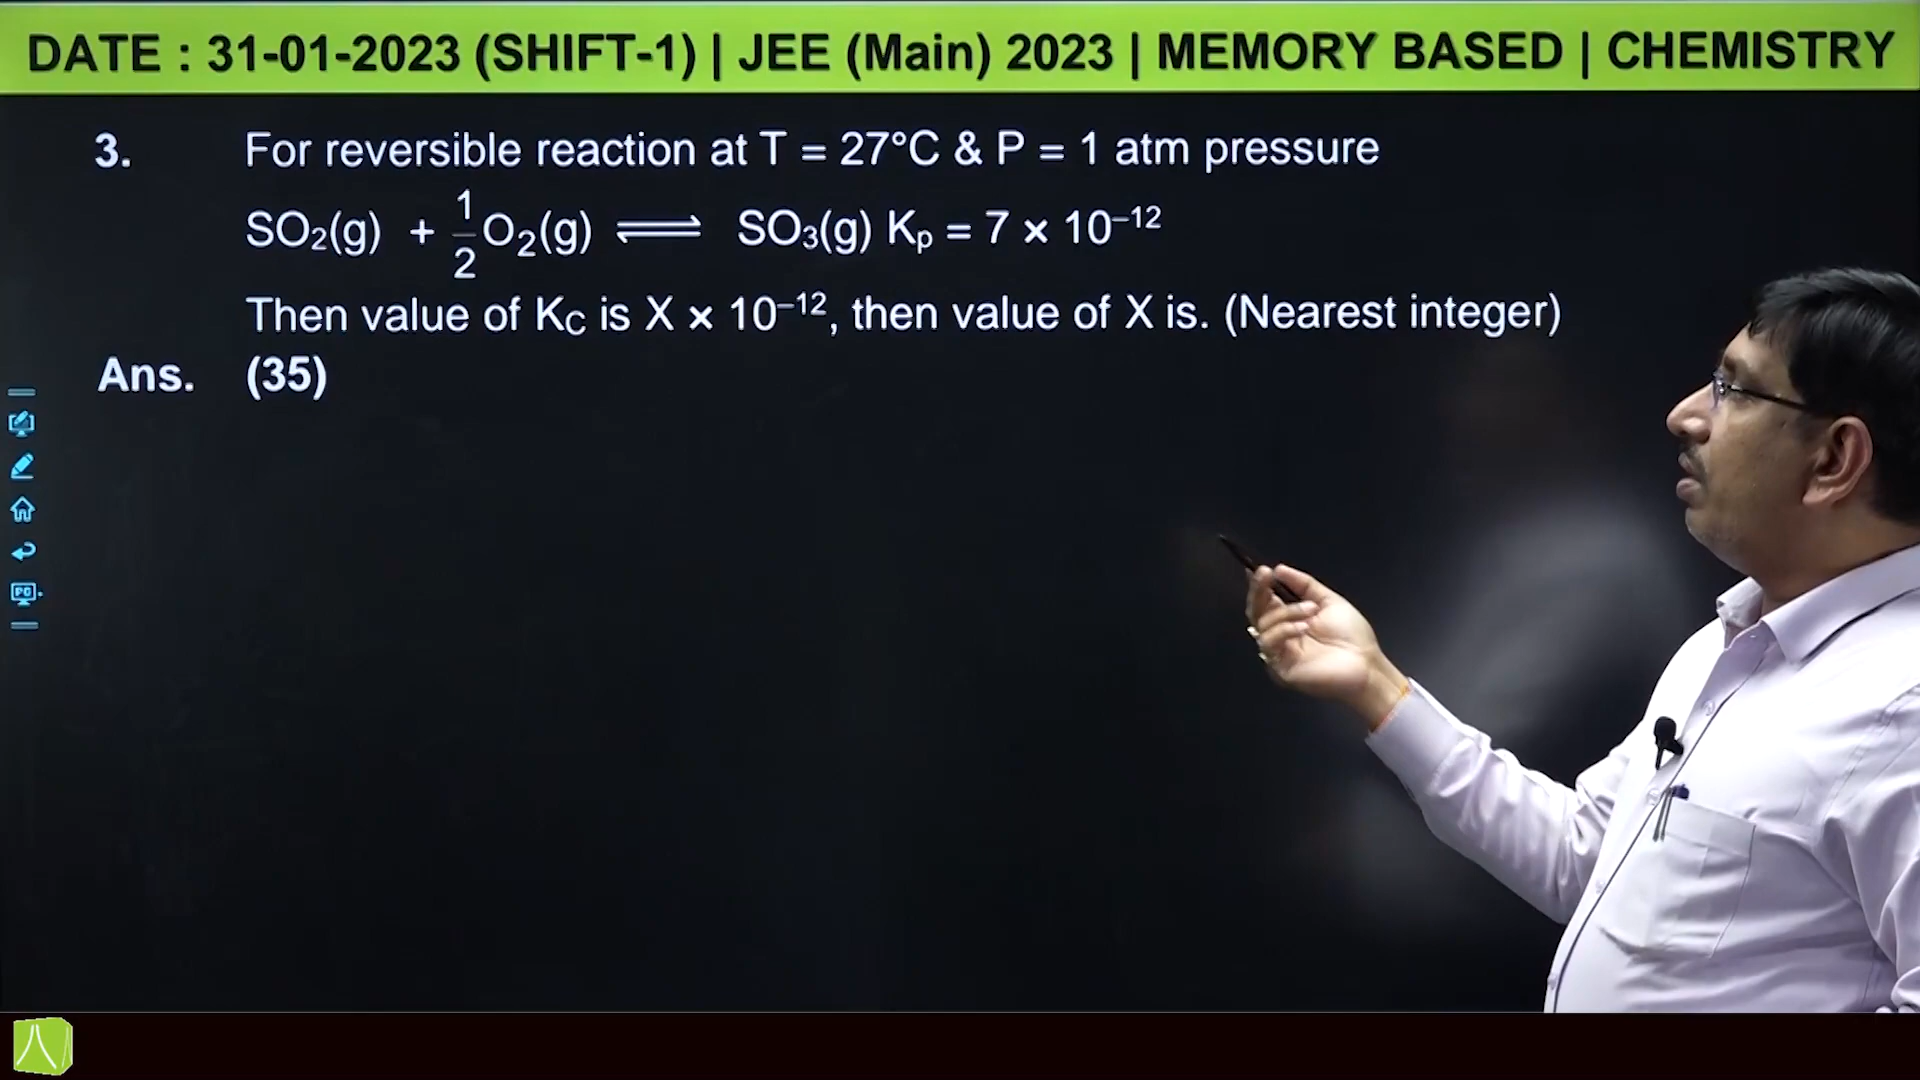 DATE : 31-01-2023 (SHIFT-1) | JEE (Main) 2023 | MEMORY BASED | CHEMISTRY
3. For reversible reaction at T = 27°C & P = 1 atm pressure
SO₂(g) + 1/2 O₂(g) ⇌ SO₃(g) Kₚ = 7 × 10⁻¹²
Then value of K_C is X × 10⁻¹², then value of X is. (Nearest integer)
Ans. (35)
PC